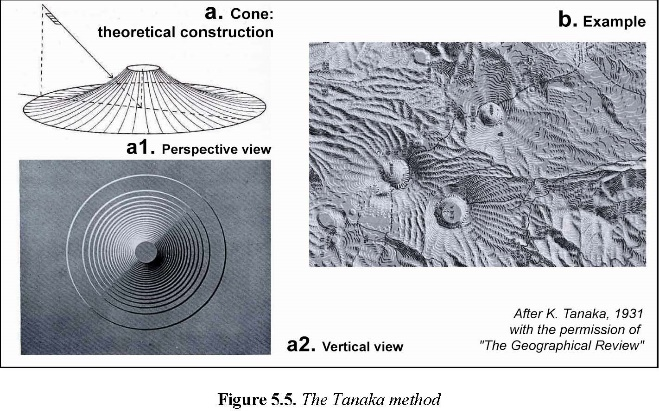 a. Cone:
theoretical construction
b. Example
a1. Perspective view
After K. Tanaka, 1931
with the permission of
"The Geographical Review"
a2. Vertical view
Figure 5.5. The Tanaka method